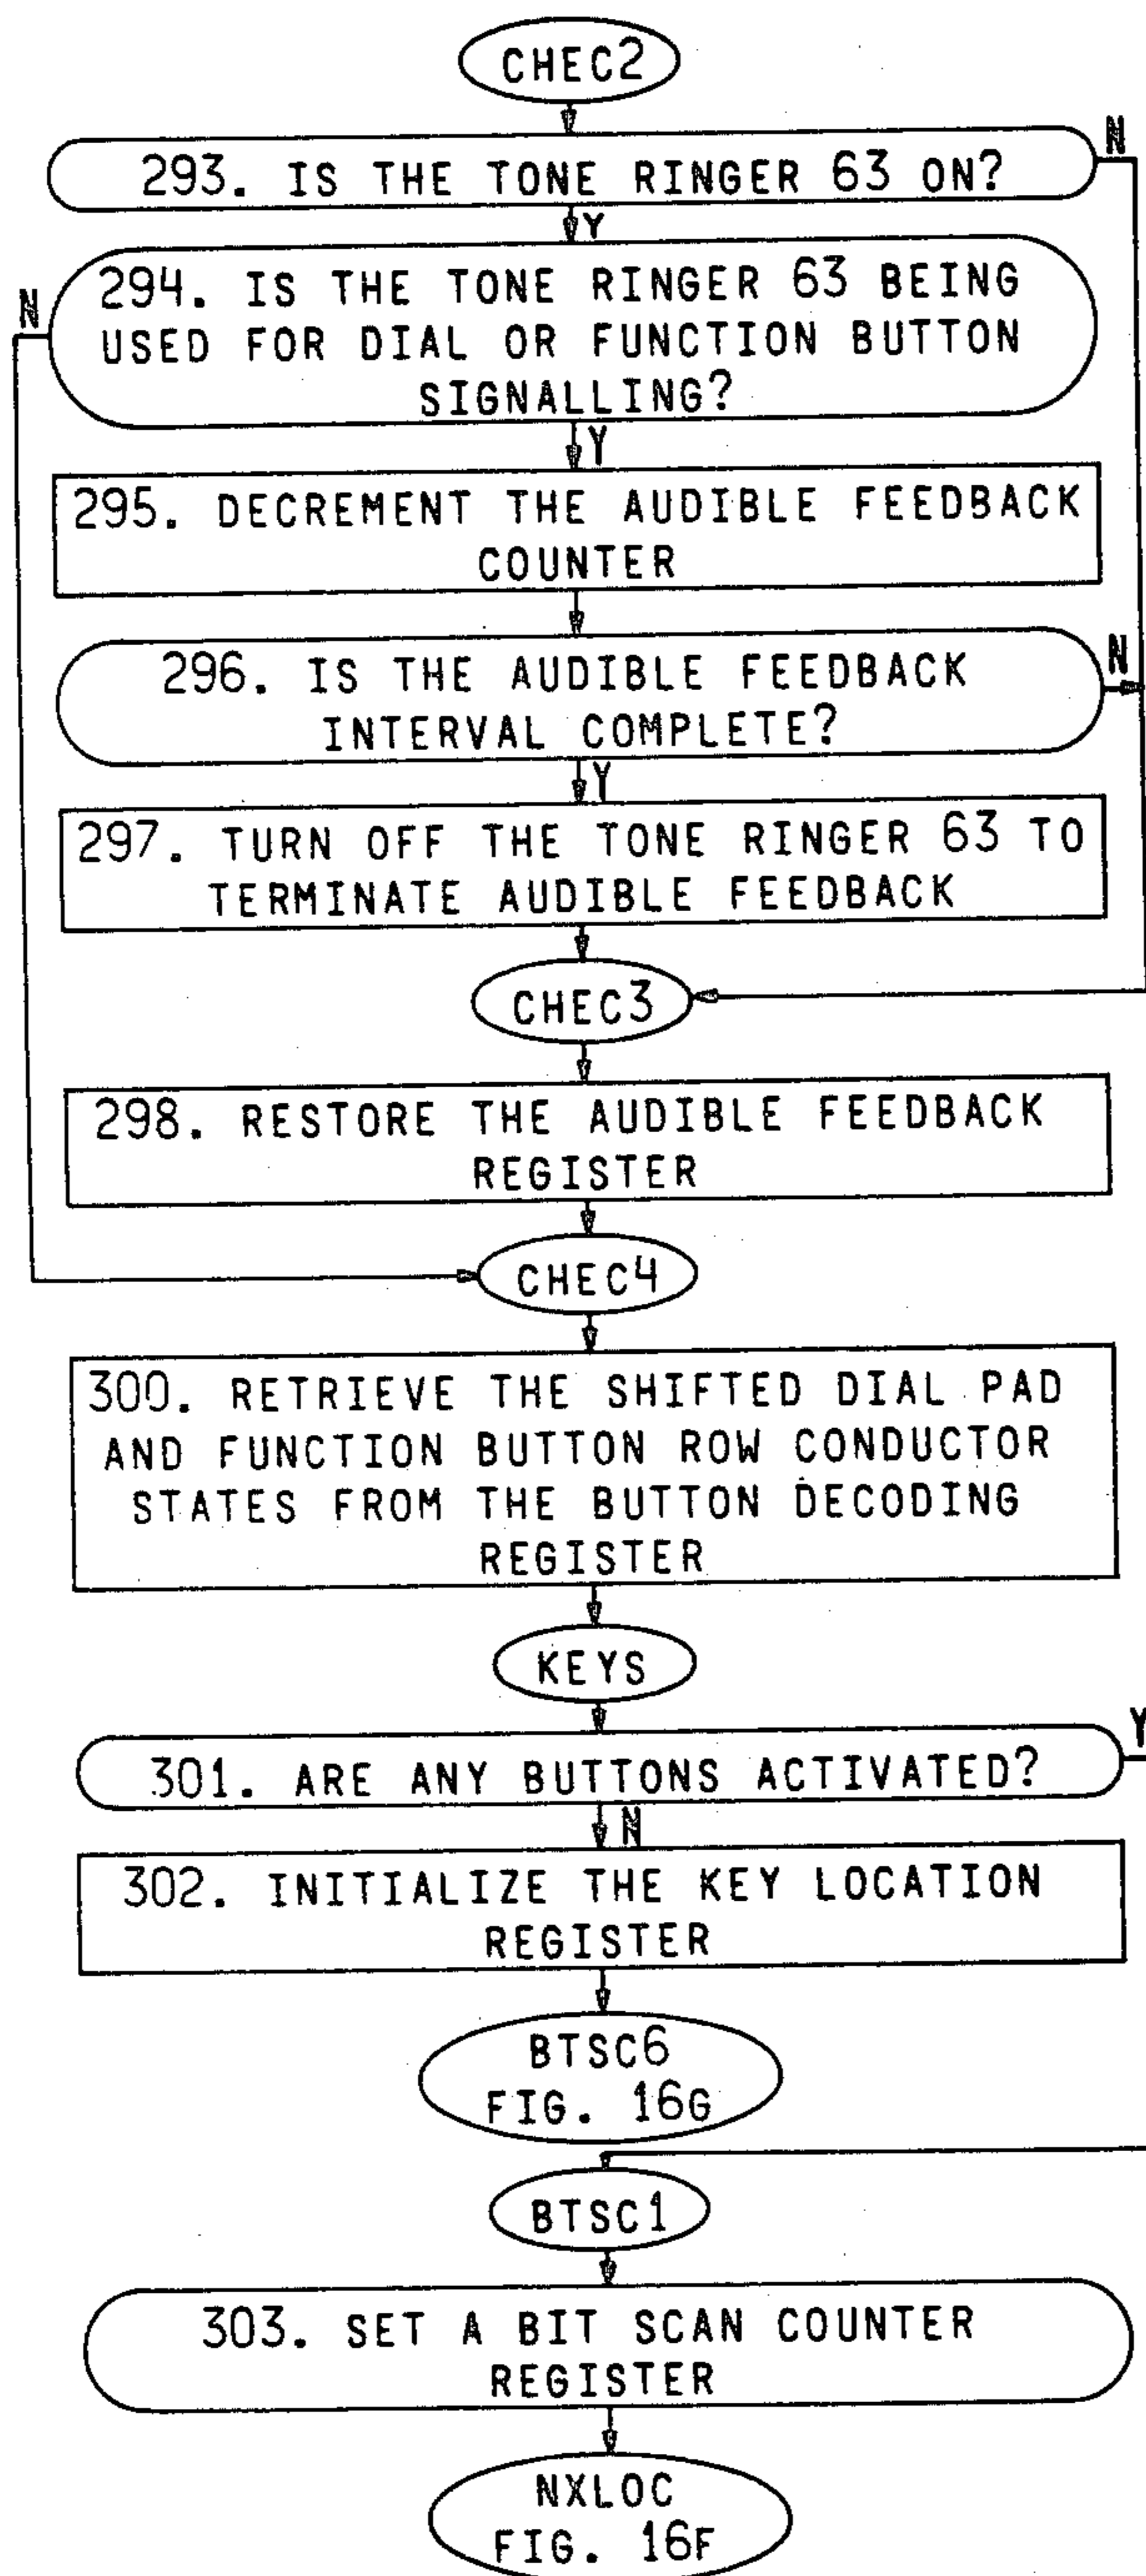 CHEC2
N
293. IS THE TONE RINGER 63 ON?
Y
N
294. IS THE TONE RINGER 63 BEING
USED FOR DIAL OR FUNCTION BUTTON
SIGNALLING?
Y
295. DECREMENT THE AUDIBLE FEEDBACK
COUNTER
N
296. IS THE AUDIBLE FEEDBACK
INTERVAL COMPLETE?
Y
297. TURN OFF THE TONE RINGER 63 TO
TERMINATE AUDIBLE FEEDBACK
CHEC3
298. RESTORE THE AUDIBLE FEEDBACK
REGISTER
CHEC4
300. RETRIEVE THE SHIFTED DIAL PAD
AND FUNCTION BUTTON ROW CONDUCTOR
STATES FROM THE BUTTON DECODING
REGISTER
KEYS
Y
301. ARE ANY BUTTONS ACTIVATED?
N
302. INITIALIZE THE KEY LOCATION
REGISTER
BTSC6
FIG. 16G
BTSC1
303. SET A BIT SCAN COUNTER
REGISTER
NXLOC
FIG. 16F